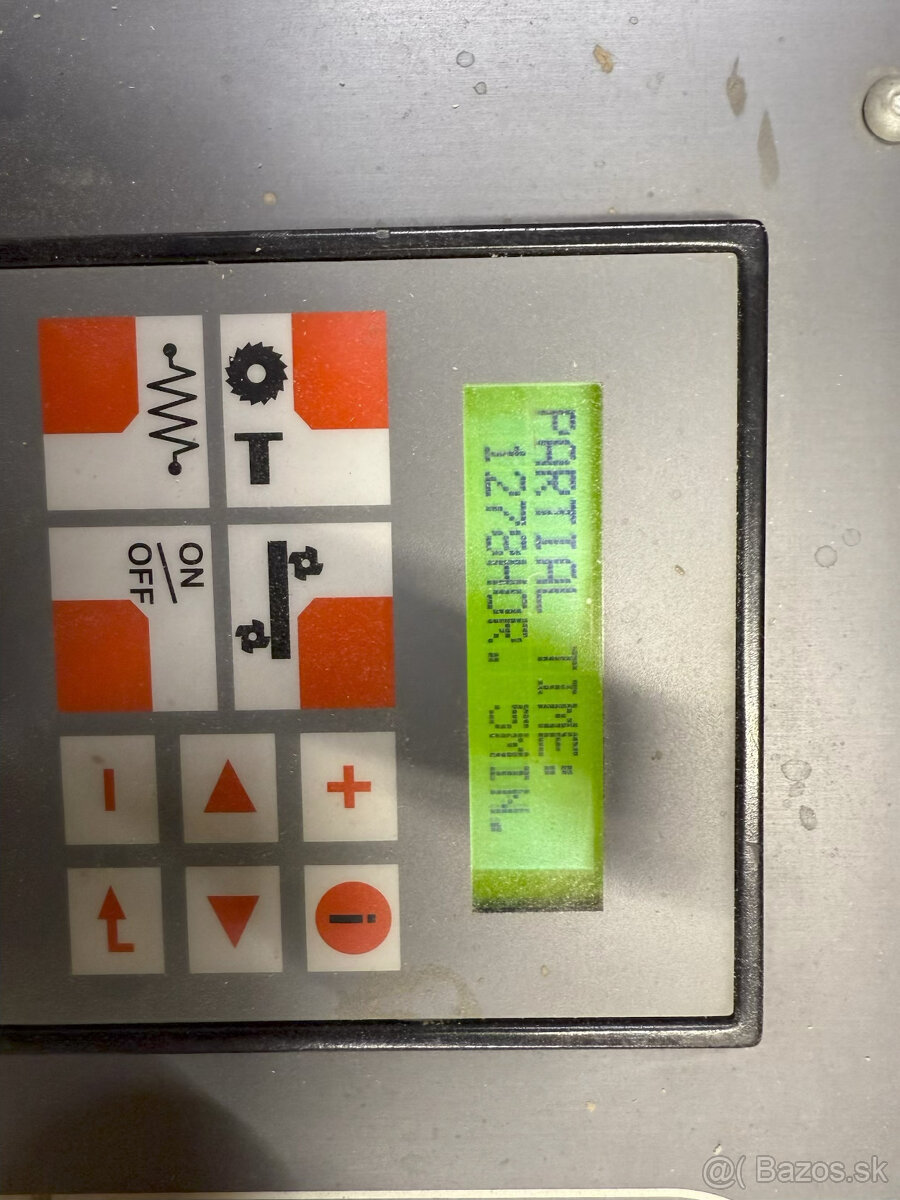 PARTIAL TIME:
1278HOR. 5MIN.
T
ON
OFF
+
-
i
@( Bazos.sk